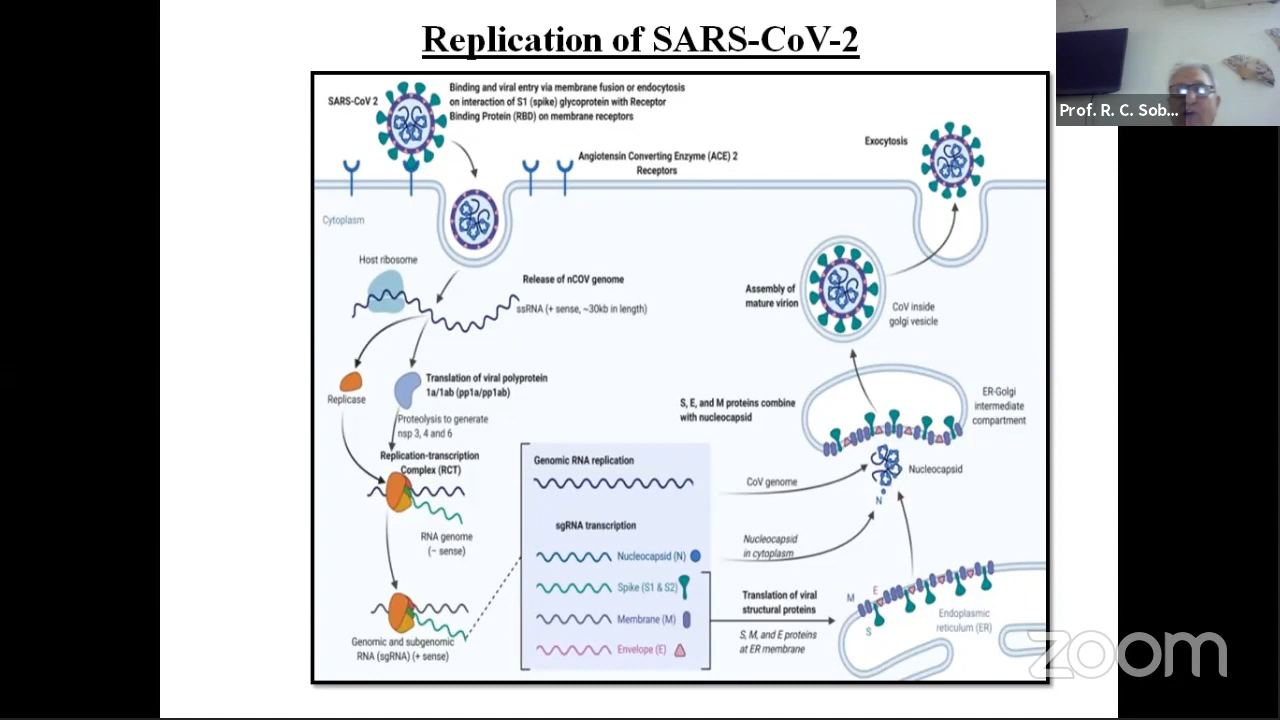 Replication of SARS-CoV-2
Prof. R. C. Sob...
SARS-CoV 2
Binding and viral entry via membrane fusion or endocytosis
on interaction of S1 (spike) glycoprotein with Receptor
Binding Protein (RBD) on membrane receptors
Angiotensin Converting Enzyme (ACE) 2
Receptors
Exocytosis
Cytoplasm
Host ribosome
Release of nCOV genome
ssRNA (+ sense, ~30kb in length)
Assembly of
mature virion
CoV inside
golgi vesicle
Replicase
Translation of viral polyprotein
1a/1ab (pp1a/pp1ab)
Proteolysis to generate
nsp 3, 4 and 6
S, E, and M proteins combine
with nucleocapsid
ER-Golgi
intermediate
compartment
Replication-transcription
Complex (RCT)
RNA genome
(− sense)
Genomic RNA replication
CoV genome
Nucleocapsid
N
sgRNA transcription
Nucleocapsid (N)
Nucleocapsid
in cytoplasm
Spike (S1 & S2)
Membrane (M)
Envelope (E)
Translation of viral
structural proteins
S, M, and E proteins
at ER membrane
M
E
S
Endoplasmic
reticulum (ER)
Genomic and subgenomic
RNA (sgRNA) (+ sense)
zoom